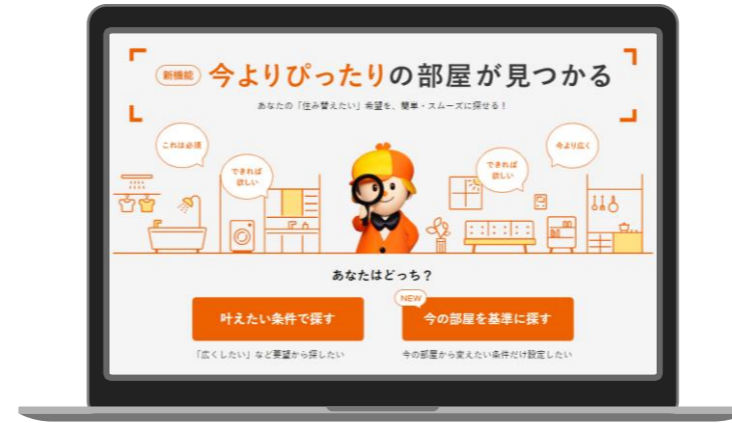 新機能 今よりぴったりの部屋が見つかる
あなたの「住み替えたい」希望を、簡単・スムーズに探せる！
これは必須
できれば
欲しい
できれば
欲しい
今より広く
あなたはどっち？
叶えたい条件で探す
NEW
今の部屋を基準に探す
「広くしたい」など要望から探したい
今の部屋から変えたい条件だけ設定したい